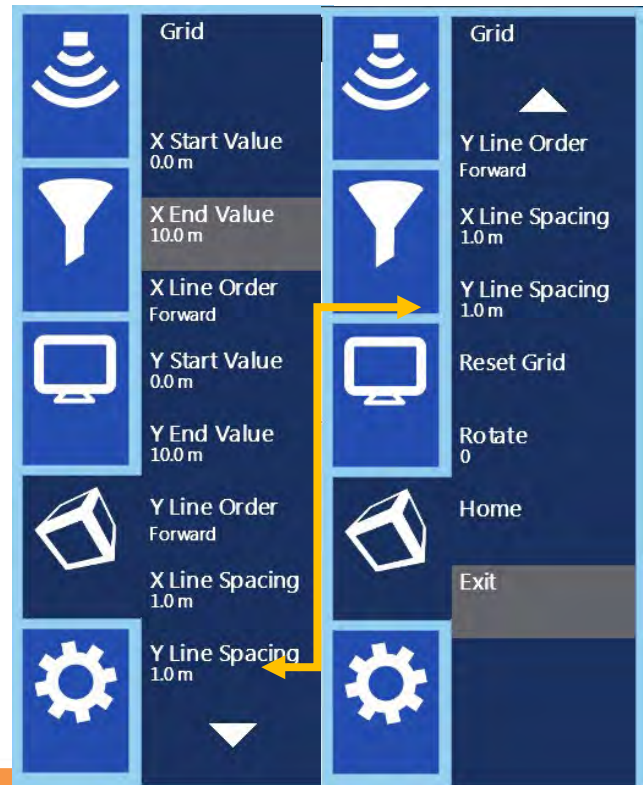 Grid
X Start Value
0.0 m
X End Value
10.0 m
X Line Order
Forward
Y Start Value
0.0 m
Y End Value
10.0 m
Y Line Order
Forward
X Line Spacing
1.0 m
Y Line Spacing
1.0 m
Grid
Y Line Order
Forward
X Line Spacing
1.0 m
Y Line Spacing
1.0 m
Reset Grid
Rotate
0
Home
Exit